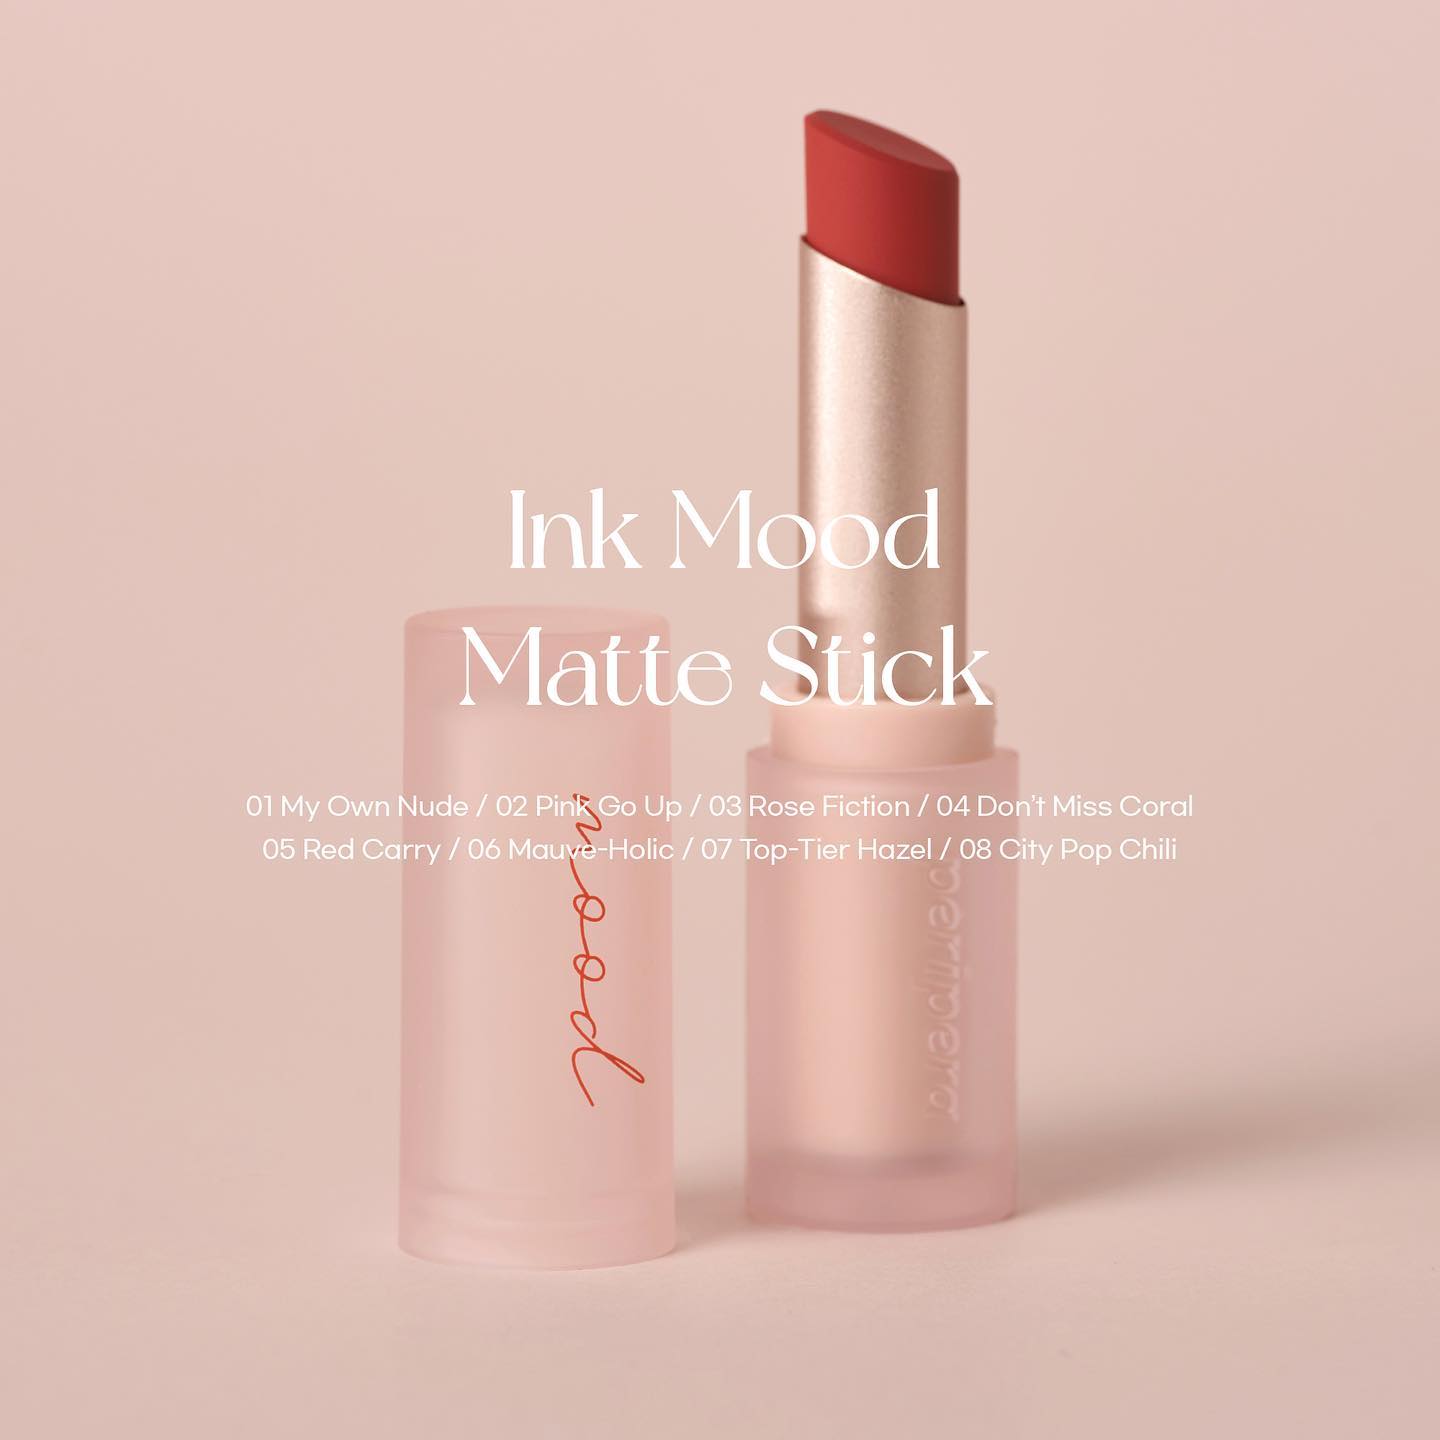 Ink Mood
Matte Stick
01 My Own Nude / 02 Pink Go Up / 03 Rose Fiction / 04 Don't Miss Coral
05 Red Carry / 06 Mauve-Holic / 07 Top-Tier Hazel / 08 City Pop Chili
mood
peripera